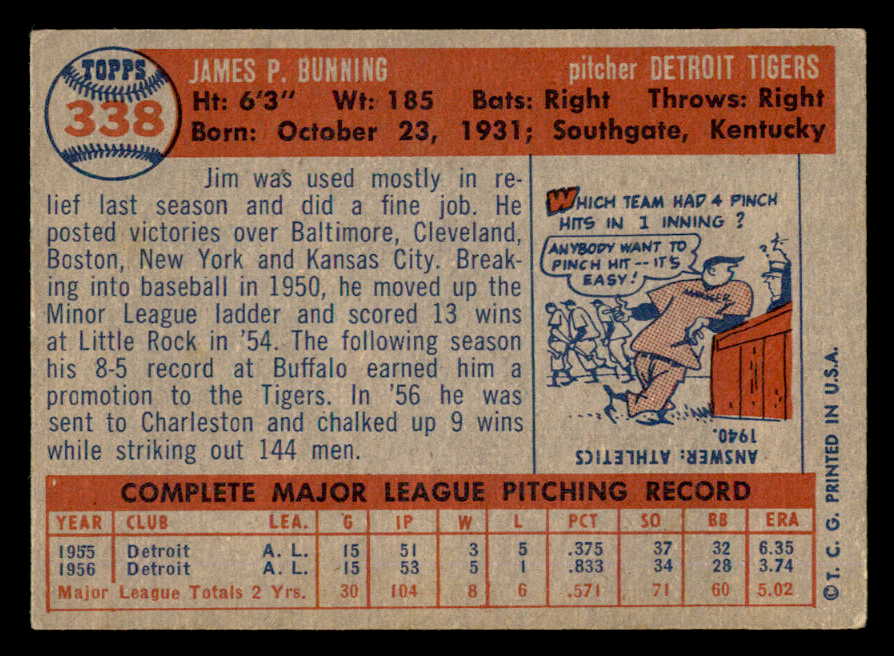 TOPPS
338
JAMES P. BUNNING pitcher DETROIT TIGERS
Ht: 6'3" Wt: 185 Bats: Right Throws: Right
Born: October 23, 1931; Southgate, Kentucky
Jim was used mostly in re-
lief last season and did a fine job. He
posted victories over Baltimore, Cleveland,
Boston, New York and Kansas City. Break-
ing into baseball in 1950, he moved up the
Minor League ladder and scored 13 wins
at Little Rock in '54. The following season
his 8-5 record at Buffalo earned him a
promotion to the Tigers. In '56 he was
sent to Charleston and chalked up 9 wins
while striking out 144 men.
WHICH TEAM HAD 4 PINCH
HITS IN 1 INNING?
ANYBODY WANT TO
PINCH HIT--IT'S
EASY!
MANAGER
ANSWER: ATHLETICS
1940.
COMPLETE MAJOR LEAGUE PITCHING RECORD
YEAR CLUB LEA. G IP W L PCT SO BB ERA
1955 Detroit A. L. 15 51 3 5 .375 37 32 6.35
1956 Detroit A. L. 15 53 5 1 .833 34 28 3.74
Major League Totals 2 Yrs. 30 104 8 6 .571 71 60 5.02
© T. C. G. PRINTED IN U.S.A.